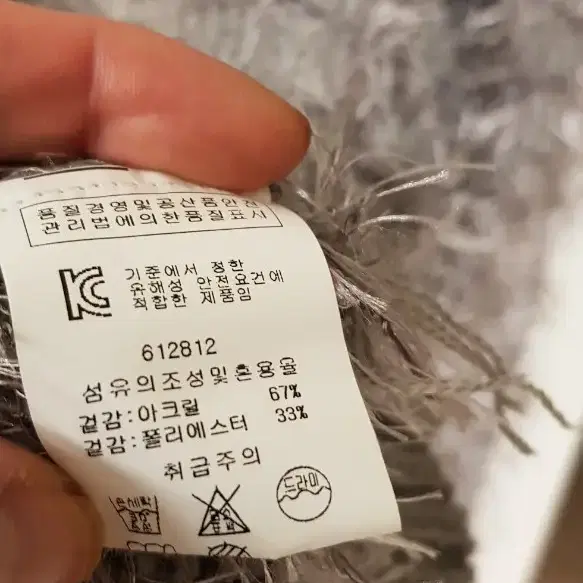 품질경영및공산품안전
관리법에의한품질표시
기준에서 정한
유해성 안전요건에
적합한 제품임
612812
섬유의조성및혼용율
겉감:아크릴 67%
겉감:폴리에스터 33%
취급주의
손세탁
드라이